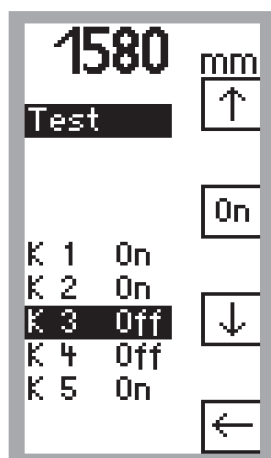 1580 mm
Test
On
K 1 On
K 2 On
K 3 Off
K 4 Off
K 5 On